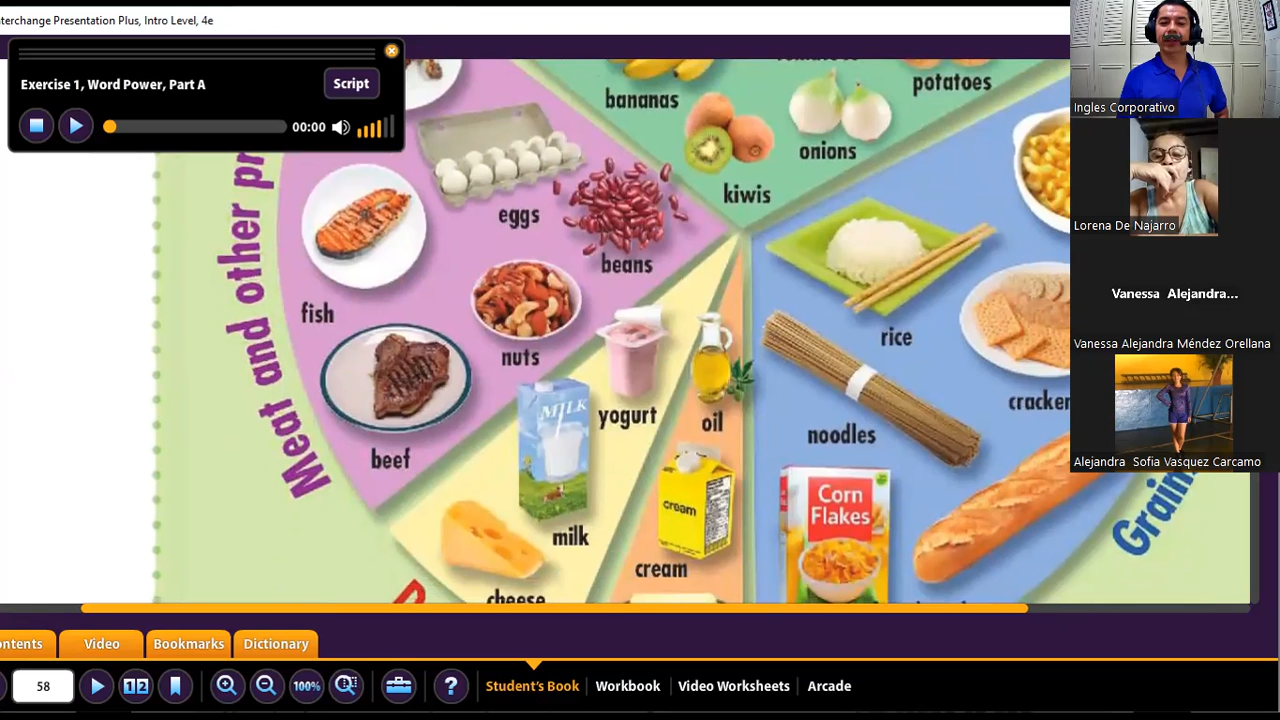 nterchange Presentation Plus, Intro Level, 4e
Exercise 1, Word Power, Part A
Script
00:00
bananas
potatoes
onions
kiwis
eggs
beans
fish
nuts
beef
Meat and other pr
yogurt
MILK
milk
cheese
oil
cream
cream
rice
noodles
cracker
Corn
Flakes
Grain
Ingles Corporativo
Lorena De Najarro
Vanessa Alejandra...
Vanessa Alejandra Méndez Orellana
Alejandra Sofia Vasquez Carcamo
ontents
Video
Bookmarks
Dictionary
58
1 2
100%
?
Student's Book
Workbook
Video Worksheets
Arcade